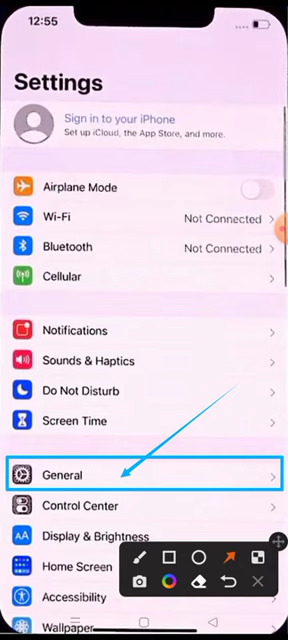 12:55
Settings
Sign in to your iPhone
Set up iCloud, the App Store, and more.
Airplane Mode
Wi-Fi Not Connected
Bluetooth Not Connected
Cellular
Notifications
Sounds & Haptics
Do Not Disturb
Screen Time
General
Control Center
AA Display & Brightness
Home Screen
Accessibility
Wallpaper